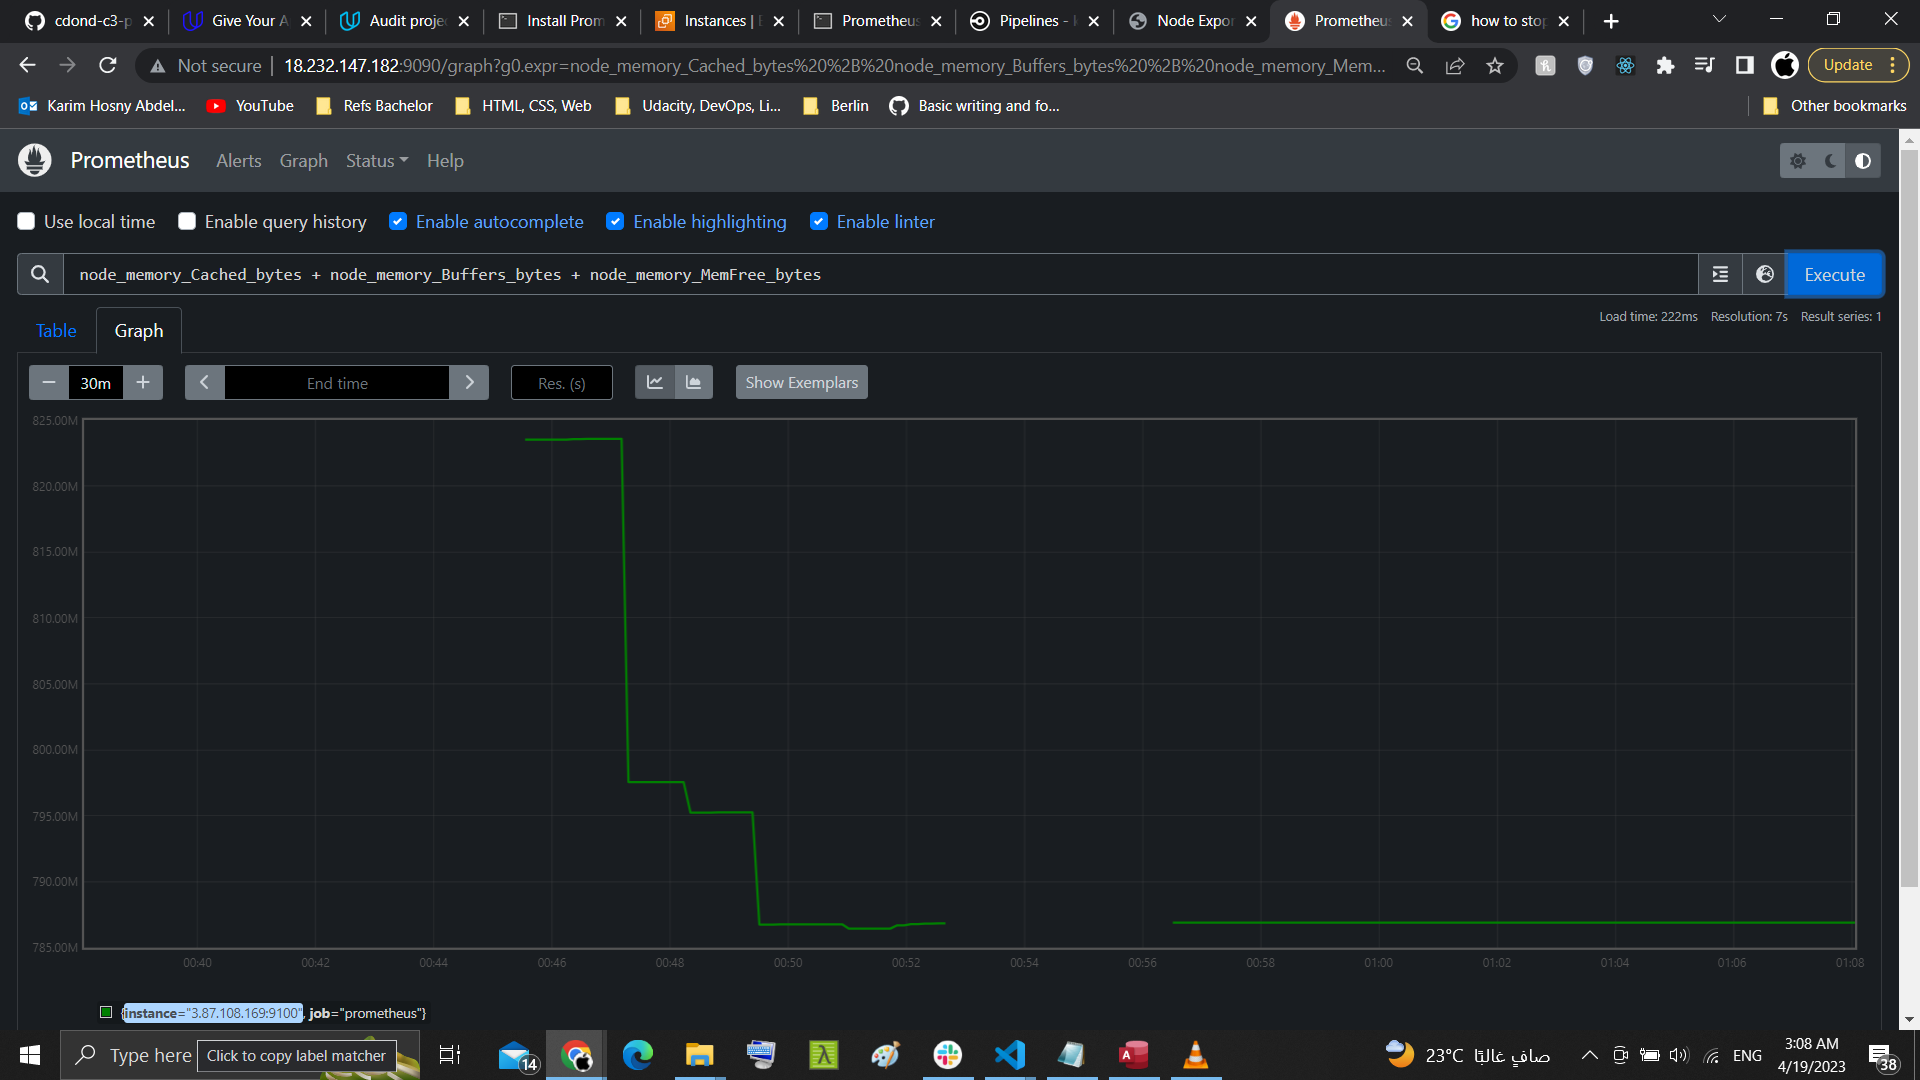 cdond-c3-p
Give Your A
Audit proje
Install Prom
Instances | E
Prometheus
Pipelines - k
Node Expor
Prometheus
how to stop
Not secure | 18.232.147.182:9090/graph?g0.expr=node_memory_Cached_bytes%20%2B%20node_memory_Buffers_bytes%20%2B%20node_memory_Mem...
Update
Karim Hosny Abdel...
YouTube
Refs Bachelor
HTML, CSS, Web
Udacity, DevOps, Li...
Berlin
Basic writing and fo...
Other bookmarks
Prometheus Alerts Graph Status Help
Use local time Enable query history Enable autocomplete Enable highlighting Enable linter
node_memory_Cached_bytes + node_memory_Buffers_bytes + node_memory_MemFree_bytes
Execute
Table Graph
Load time: 222ms Resolution: 7s Result series: 1
30m
End time
Res. (s)
Show Exemplars
825.00M
820.00M
815.00M
810.00M
805.00M
800.00M
795.00M
790.00M
785.00M
00:40 00:42 00:44 00:46 00:48 00:50 00:52 00:54 00:56 00:58 01:00 01:02 01:04 01:06 01:08
{instance="3.87.108.169:9100", job="prometheus"}
Type here
Click to copy label matcher
14
23°C صافٍ غالبًا
ENG
3:08 AM
4/19/2023
38